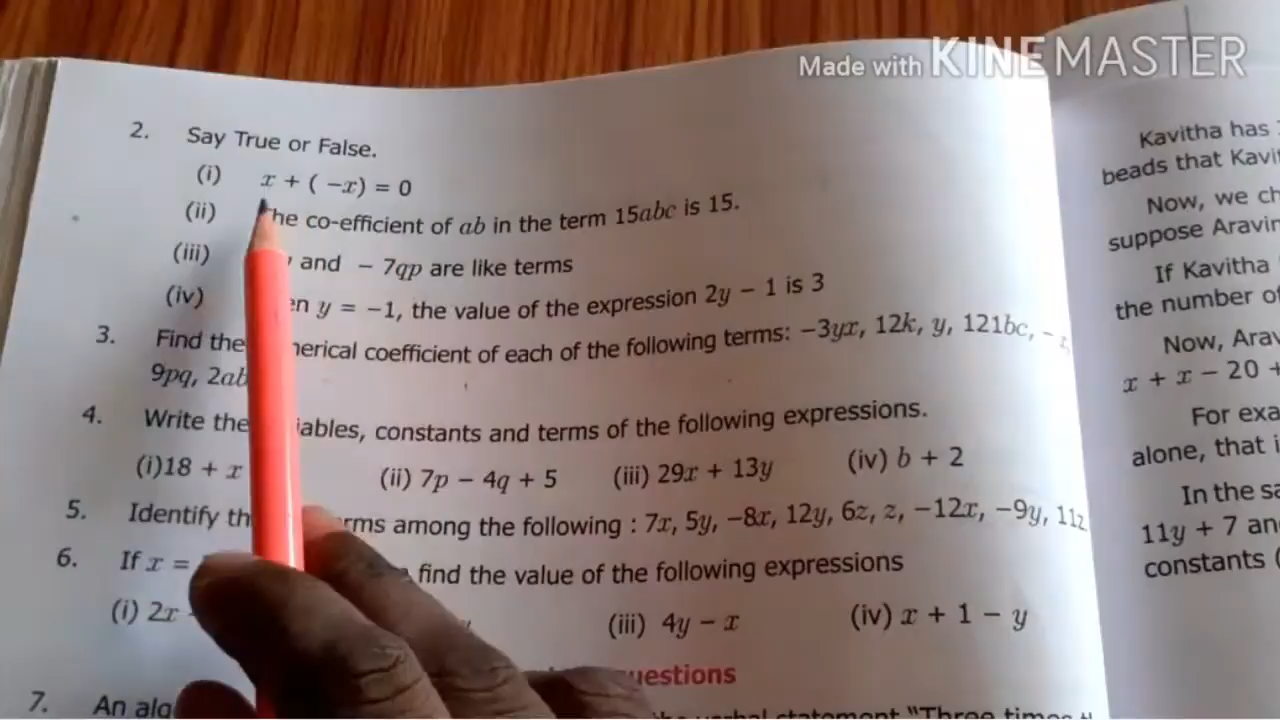 Made with KINEMASTER
2. Say True or False.
(i) x + ( −x) = 0
(ii) he co-efficient of ab in the term 15abc is 15.
(iii) and − 7qp are like terms
(iv) en y = −1, the value of the expression 2y − 1 is 3
3. Find the erical coefficient of each of the following terms: −3yx, 12k, y, 121bc, −
9pq, 2ab
4. Write the iables, constants and terms of the following expressions.
(i)18 + x (ii) 7p − 4q + 5 (iii) 29x + 13y (iv) b + 2
5. Identify th rms among the following : 7x, 5y, −8x, 12y, 6z, z, −12x, −9y, 11z
6. If x = find the value of the following expressions
(i) 2x (iii) 4y − x (iv) x + 1 − y
uestions
7. An alg verbal statement "Three times
Kavitha has
beads that Kavi
Now, we ch
suppose Aravin
If Kavitha
the number of
Now, Arav
x + x − 20 +
For exa
alone, that i
In the sa
11y + 7 an
constants (